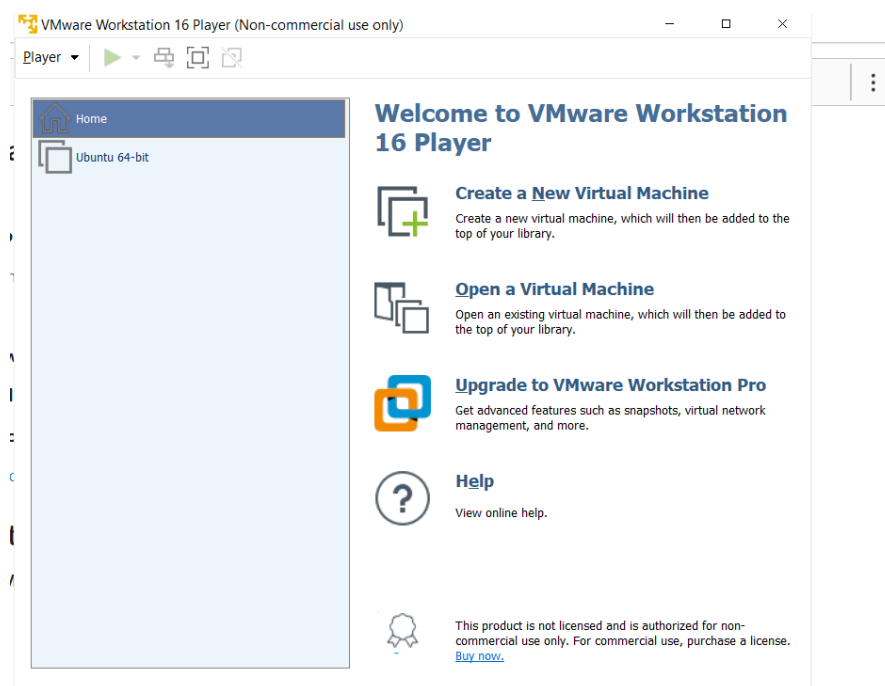 VMware Workstation 16 Player (Non-commercial use only)
Player
Home
Ubuntu 64-bit
Welcome to VMware Workstation
16 Player
Create a New Virtual Machine
Create a new virtual machine, which will then be added to the
top of your library.
Open a Virtual Machine
Open an existing virtual machine, which will then be added to
the top of your library.
Upgrade to VMware Workstation Pro
Get advanced features such as snapshots, virtual network
management, and more.
Help
View online help.
This product is not licensed and is authorized for non-
commercial use only. For commercial use, purchase a license.
Buy now.